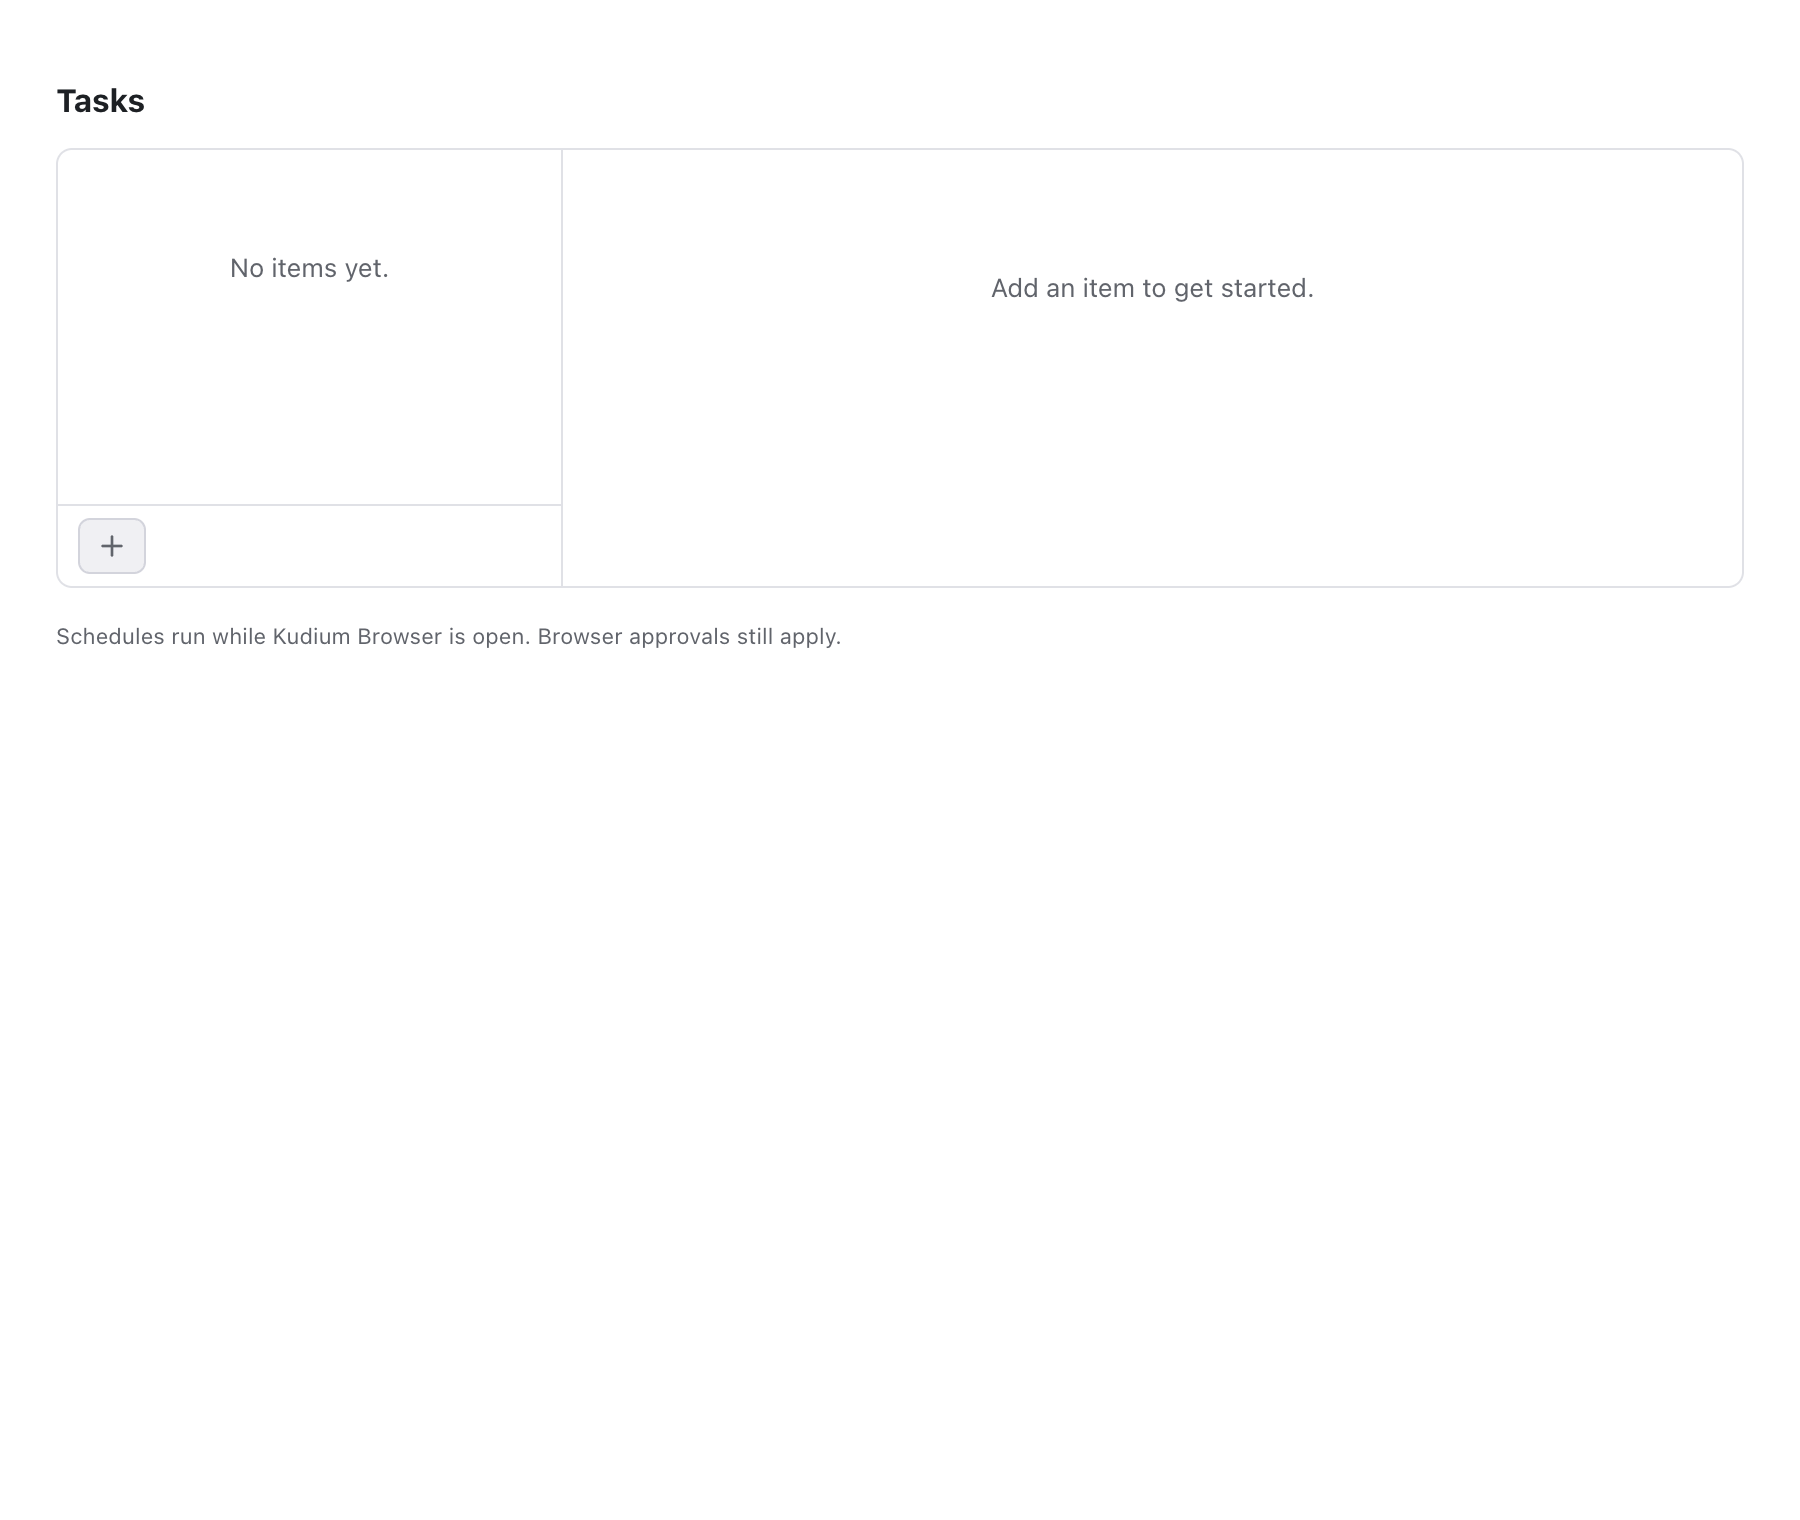 Tasks
No items yet.
Add an item to get started.
Schedules run while Kudium Browser is open. Browser approvals still apply.